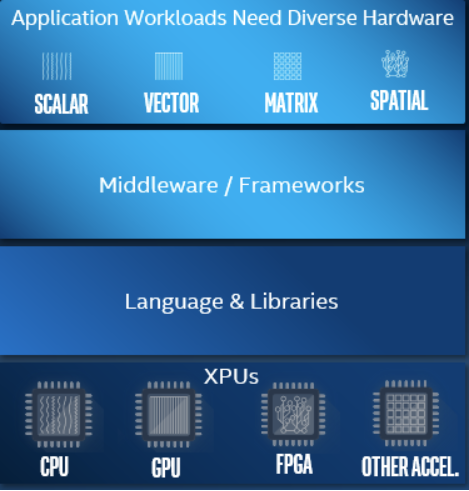 Application Workloads Need Diverse Hardware
SCALAR VECTOR MATRIX SPATIAL
Middleware / Frameworks
Language & Libraries
XPUs
CPU GPU FPGA OTHER ACCEL.